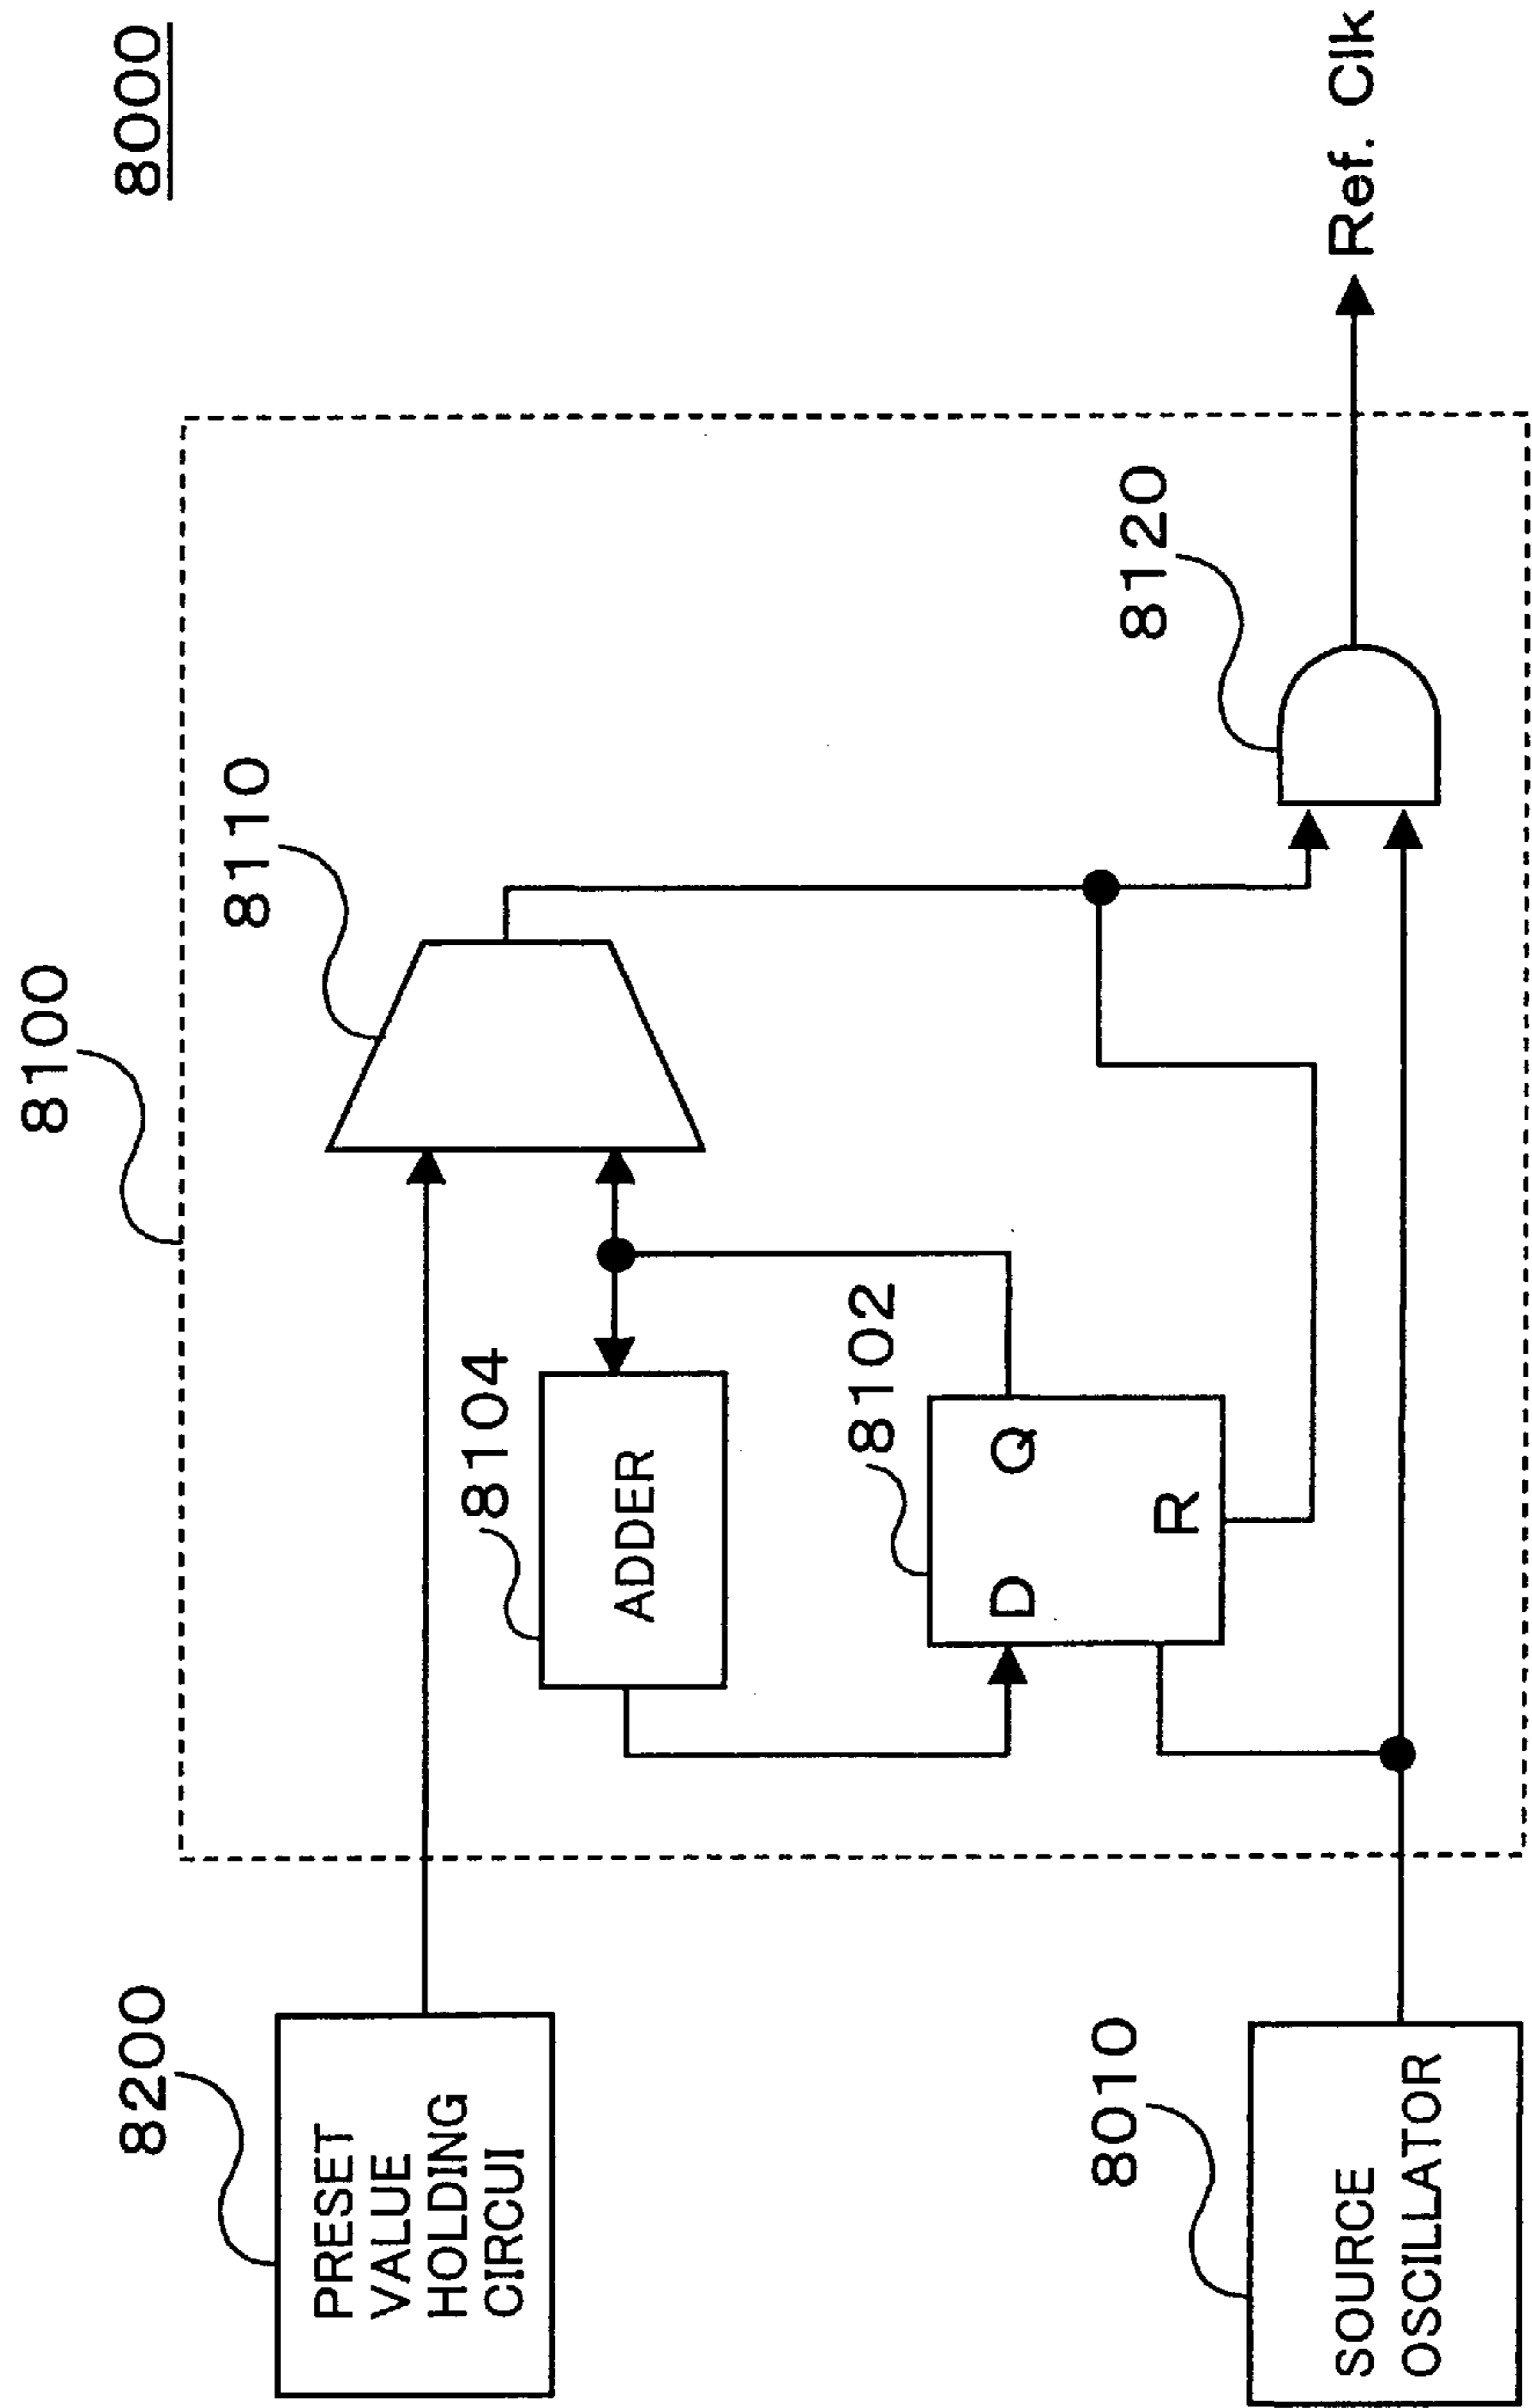 8000
8100
8200
PRESET
VALUE
HOLDING
CIRCUI
8110
8104
ADDER
8102
D
Q
R
8120
8010
SOURCE
OSCILLATOR
Ref. Clk